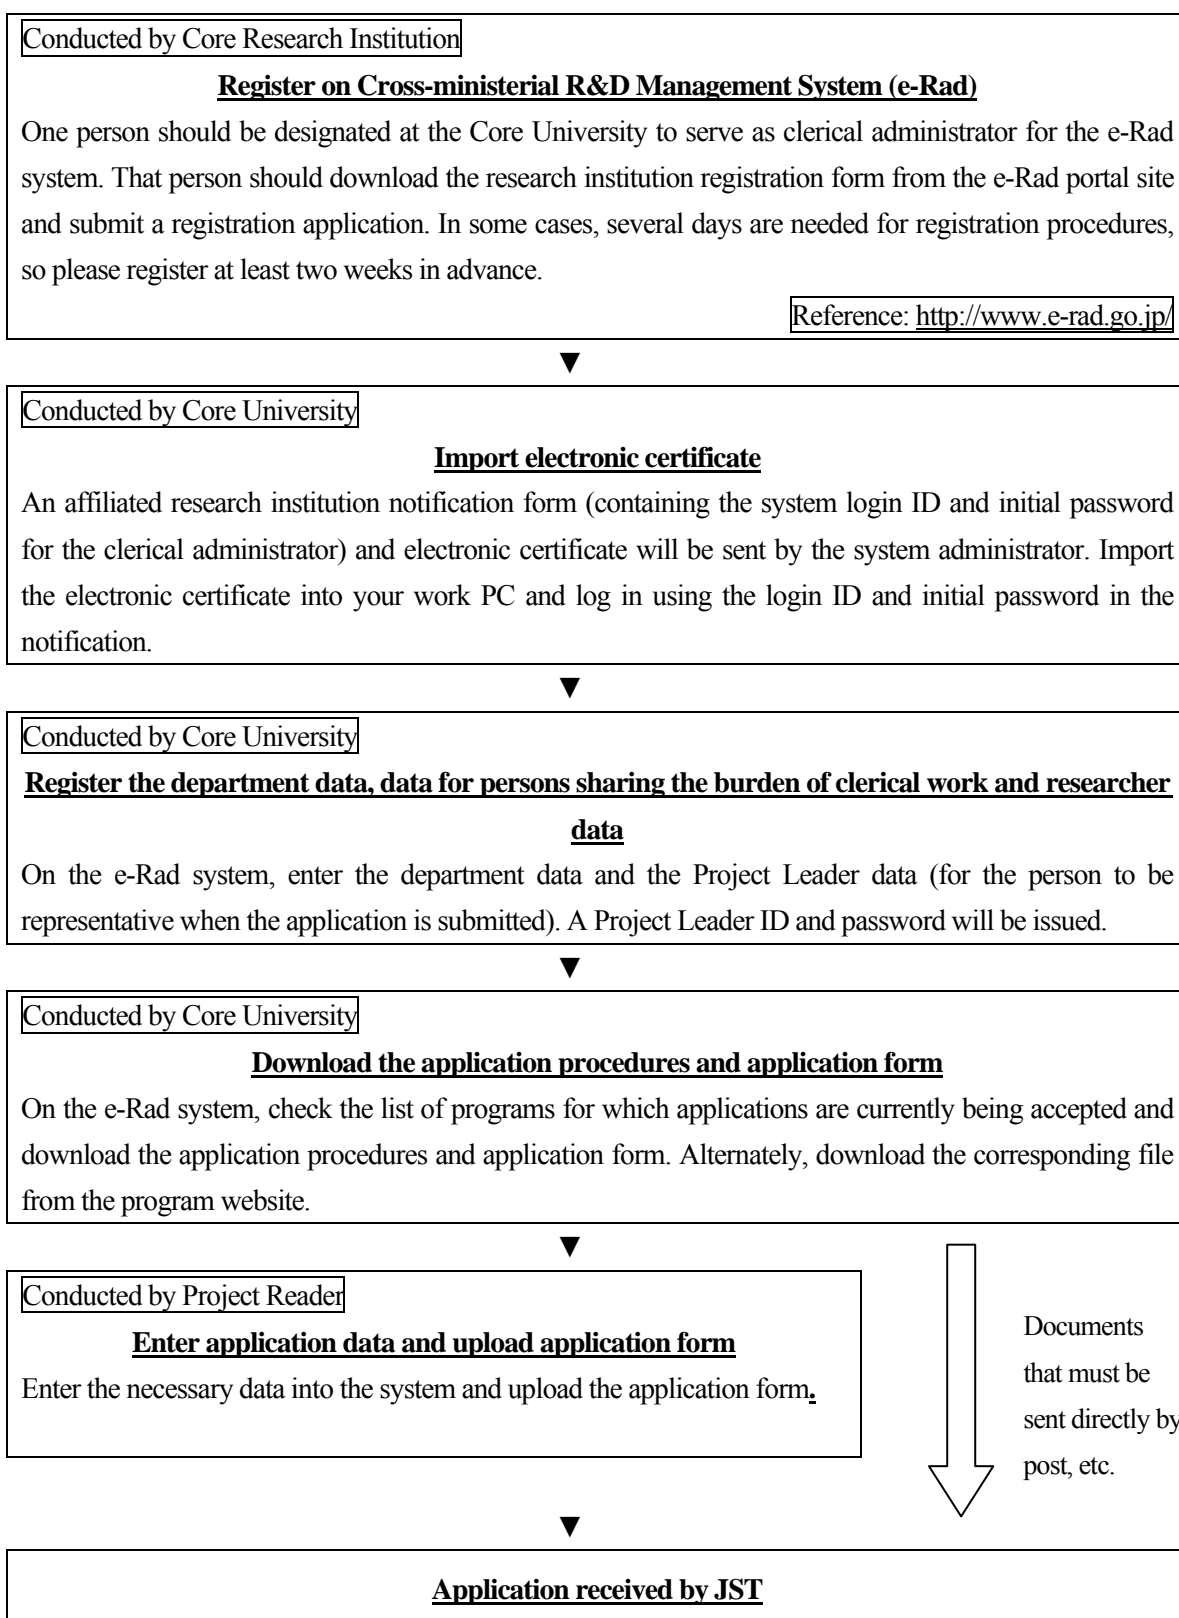 Conducted by Core Research Institution
Register on Cross-ministerial R&D Management System (e-Rad)
One person should be designated at the Core University to serve as clerical administrator for the e-Rad
system. That person should download the research institution registration form from the e-Rad portal site
and submit a registration application. In some cases, several days are needed for registration procedures,
so please register at least two weeks in advance.
Reference: http://www.e-rad.go.jp/
▼
Conducted by Core University
Import electronic certificate
An affiliated research institution notification form (containing the system login ID and initial password
for the clerical administrator) and electronic certificate will be sent by the system administrator. Import
the electronic certificate into your work PC and log in using the login ID and initial password in the
notification.
▼
Conducted by Core University
Register the department data, data for persons sharing the burden of clerical work and researcher
data
On the e-Rad system, enter the department data and the Project Leader data (for the person to be
representative when the application is submitted). A Project Leader ID and password will be issued.
▼
Conducted by Core University
Download the application procedures and application form
On the e-Rad system, check the list of programs for which applications are currently being accepted and
download the application procedures and application form. Alternately, download the corresponding file
from the program website.
▼
Conducted by Project Reader
Enter application data and upload application form
Enter the necessary data into the system and upload the application form.
Documents
that must be
sent directly by
post, etc.
▼
Application received by JST